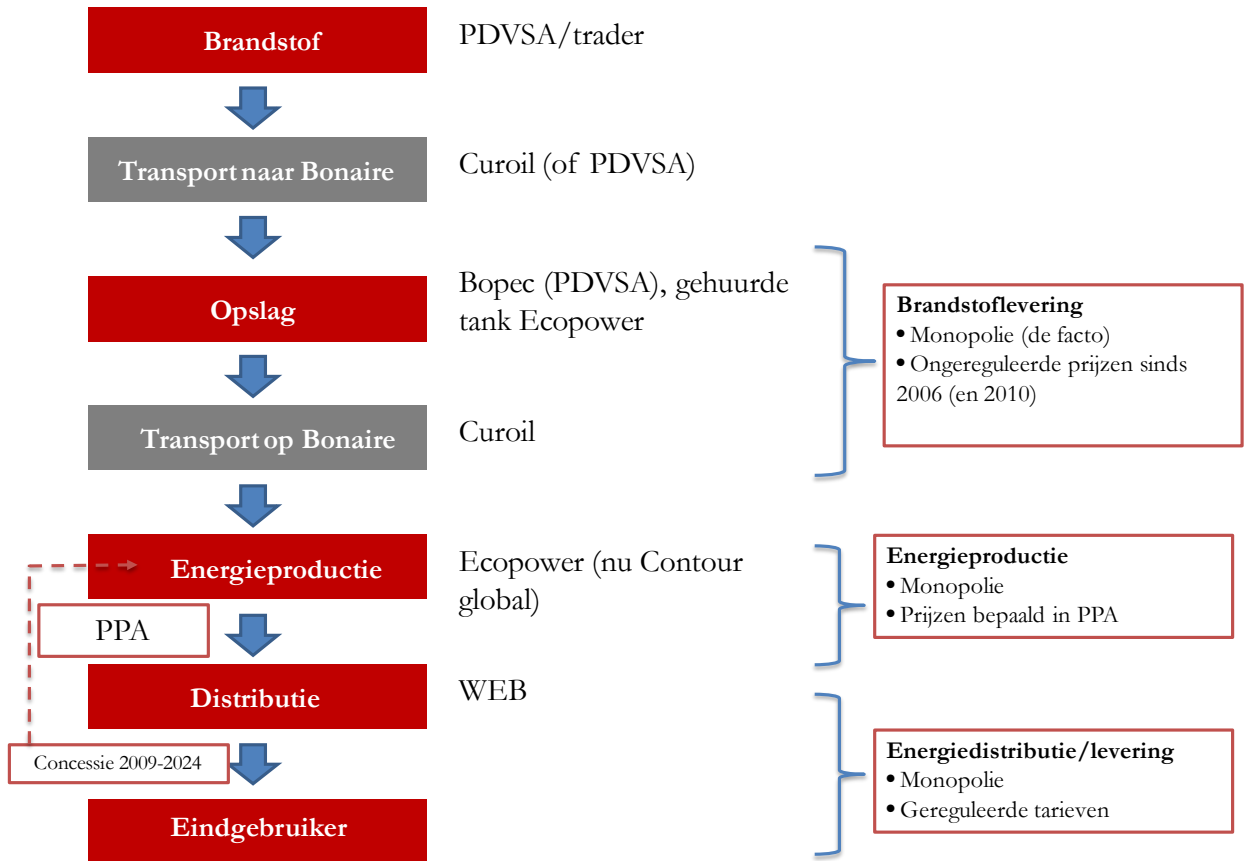 Brandstof
PDVSA/trader
Transport naar Bonaire
Curoil (of PDVSA)
Opslag
Bopec (PDVSA), gehuurde
tank Ecopower
Brandstoflevering
• Monopolie (de facto)
• Ongereguleerde prijzen sinds
2006 (en 2010)
Transport op Bonaire
Curoil
Energieproductie
Ecopower (nu Contour
global)
Energieproductie
• Monopolie
• Prijzen bepaald in PPA
PPA
Distributie
WEB
Concessie 2009-2024
Energiedistributie/levering
• Monopolie
• Gereguleerde tarieven
Eindgebruiker